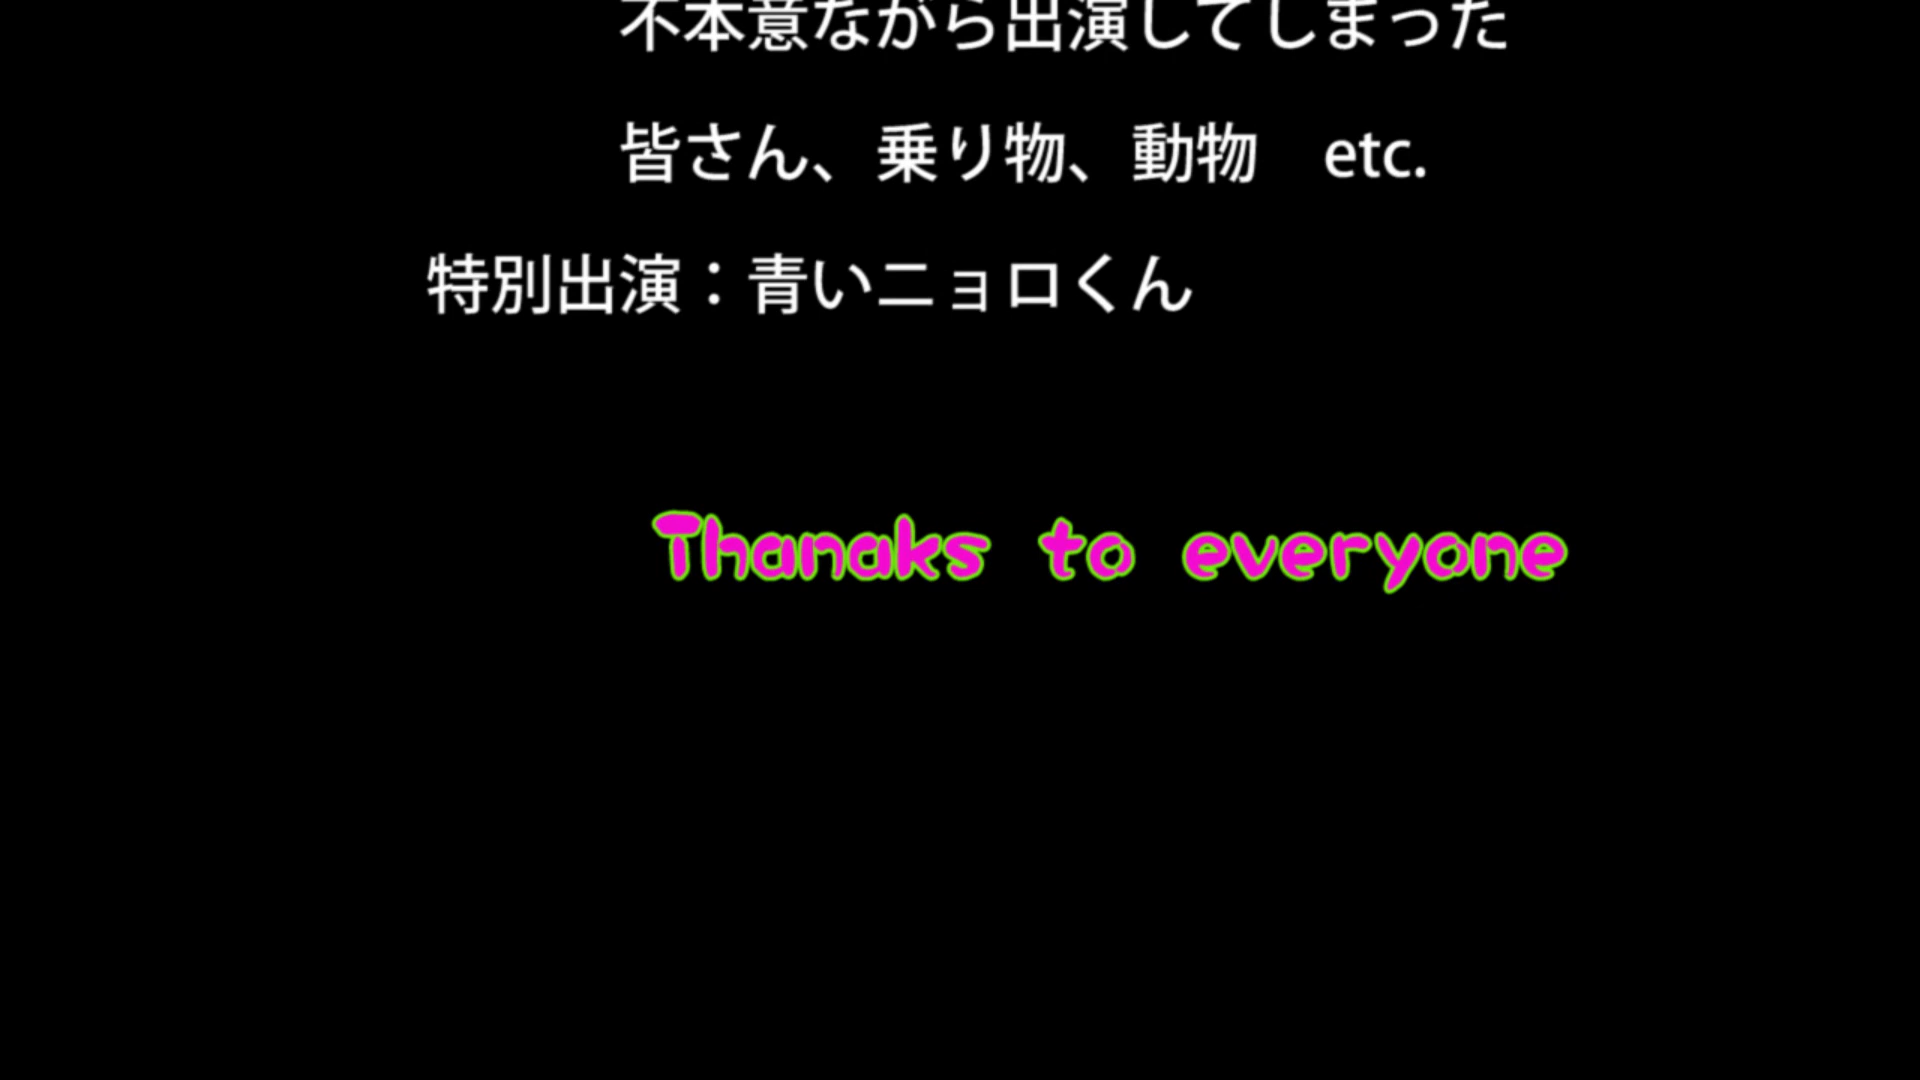 不本意ながら出演してしまった
皆さん、乗り物、動物　etc.
特別出演：青いニョロくん
Thanaks to everyone